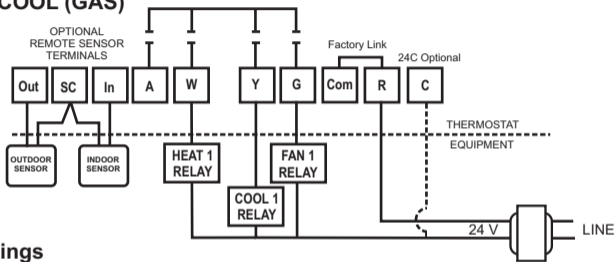 COOL (GAS)
OPTIONAL
REMOTE SENSOR
TERMINALS
Factory Link
24C Optional
Out SC In A W Y G Com R C
THERMOSTAT
EQUIPMENT
OUTDOOR
SENSOR
INDOOR
SENSOR
HEAT 1
RELAY
FAN 1
RELAY
COOL 1
RELAY
24 V
LINE
ings